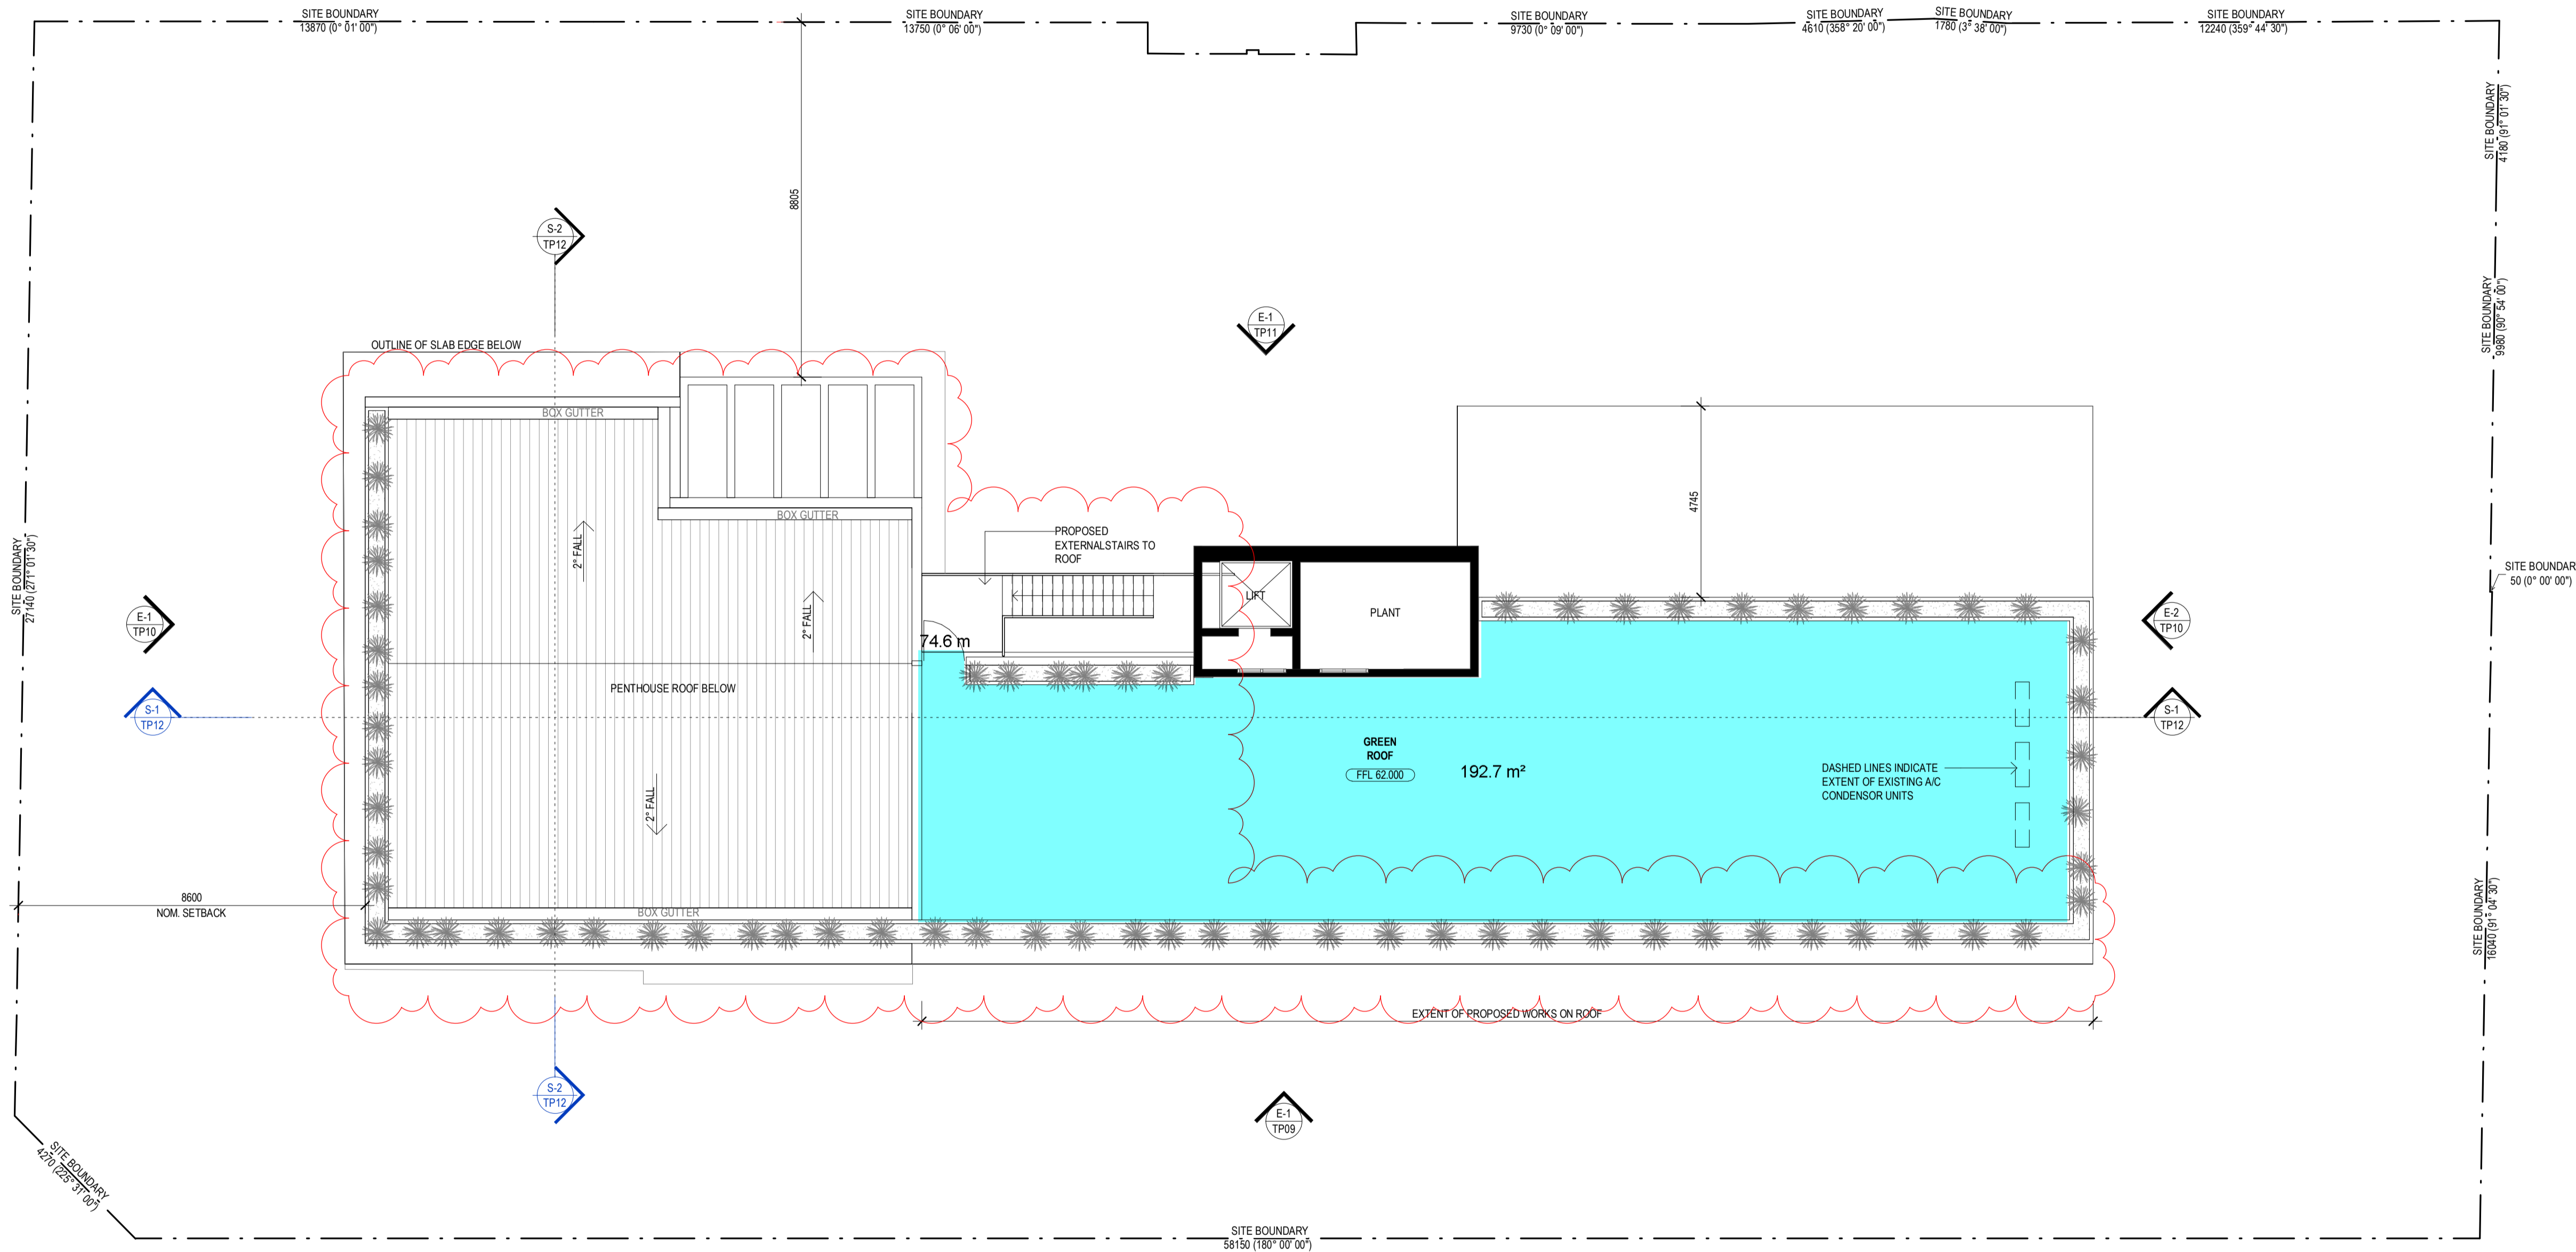 SITE BOUNDARY
13870 (0° 01' 00")
SITE BOUNDARY
13750 (0° 06' 00")
SITE BOUNDARY
9730 (0° 09' 00")
SITE BOUNDARY
4610 (358° 20' 00")
SITE BOUNDARY
1780 (3° 38' 00")
SITE BOUNDARY
12240 (359° 44' 30")
SITE BOUNDARY
4180 (91° 01' 30")
8805
S-2
TP12
E-1
TP11
SITE BOUNDARY
9980 (90° 54' 00")
OUTLINE OF SLAB EDGE BELOW
BOX GUTTER
BOX GUTTER
4745
PROPOSED
EXTERNALSTAIRS TO
ROOF
2° FALL
2° FALL
SITE BOUNDARY
27140 (271° 01' 30")
SITE BOUNDAR
50 (0° 00' 00")
LIFT
PLANT
E-1
TP10
E-2
TP10
74.6 m
PENTHOUSE ROOF BELOW
S-1
TP12
S-1
TP12
GREEN
ROOF
FFL 62.000
192.7 m²
DASHED LINES INDICATE
EXTENT OF EXISTING A/C
CONDENSOR UNITS
2° FALL
8600
NOM. SETBACK
BOX GUTTER
SITE BOUNDARY
16040 (91° 04' 30")
EXTENT OF PROPOSED WORKS ON ROOF
S-2
TP12
E-1
TP09
SITE BOUNDARY
4270 (225° 31' 00")
SITE BOUNDARY
58150 (180° 00' 00")